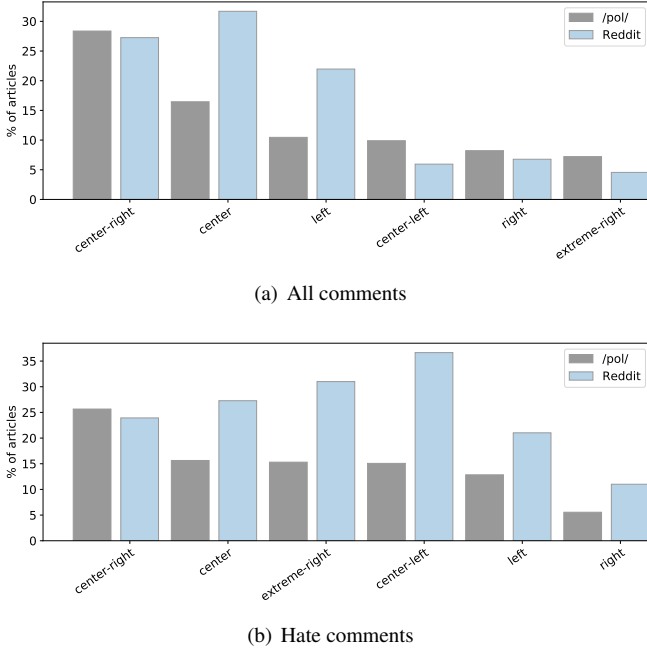 30
25
20
15
10
5
0
% of articles
/pol/
Reddit
center-right
center
left
center-left
right
extreme-right
(a) All comments
35
30
25
20
15
10
5
0
% of articles
/pol/
Reddit
center-right
center
extreme-right
center-left
left
right
(b) Hate comments